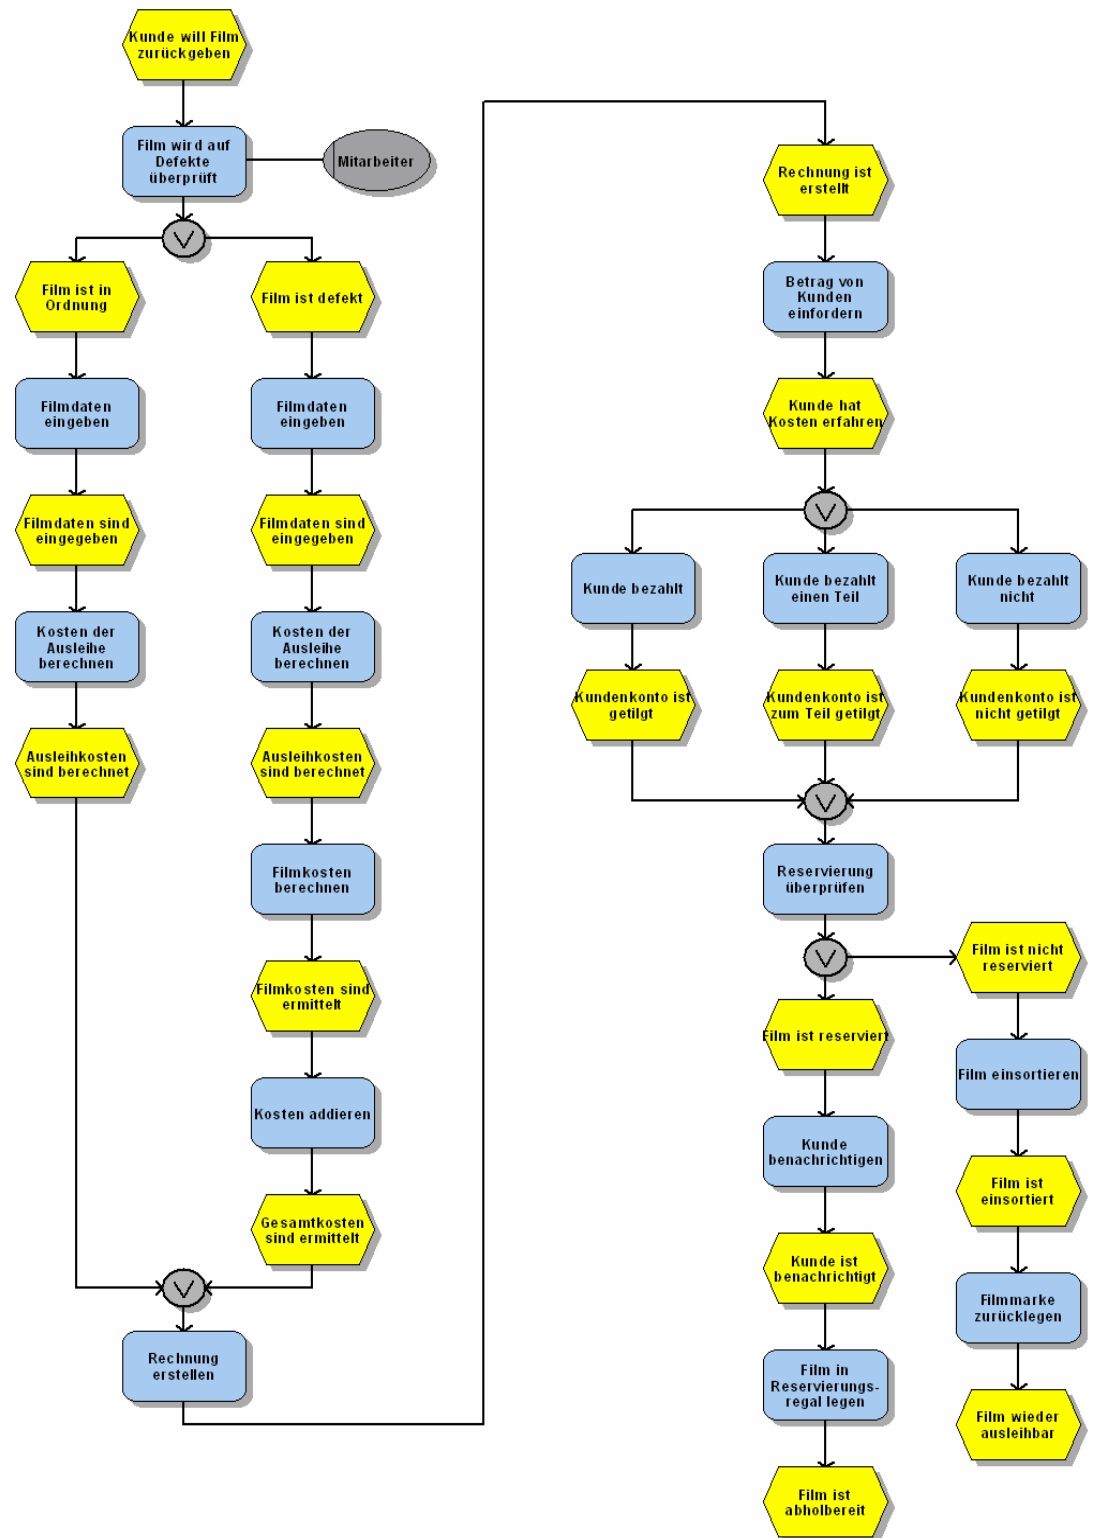 Kunde will Film
zurückgeben
Film wird auf
Defekte
überprüft
Mitarbeiter
V
Film ist in
Ordnung
Film ist defekt
Filmdaten
eingeben
Filmdaten
eingeben
Filmdaten sind
eingegeben
Filmdaten sind
eingegeben
Kosten der
Ausleihe
berechnen
Kosten der
Ausleihe
berechnen
Ausleihkosten
sind berechnet
Ausleihkosten
sind berechnet
Filmkosten
berechnen
Filmkosten sind
ermittelt
Kosten addieren
Gesamtkosten
sind ermittelt
V
Rechnung
erstellen
Rechnung ist
erstellt
Betrag von
Kunden
einfordern
Kunde hat
Kosten erfahren
V
Kunde bezahlt
Kunde bezahlt
einen Teil
Kunde bezahlt
nicht
Kundenkonto ist
getilgt
Kundenkonto ist
zum Teil getilgt
Kundenkonto ist
nicht getilgt
V
Reservierung
überprüfen
V
Film ist nicht
reserviert
Film ist reserviert
Film einsortieren
Kunde
benachrichtigen
Film ist
einsortiert
Kunde ist
benachrichtigt
Filmmarke
zurücklegen
Film in
Reservierungs-
regal legen
Film wieder
ausleihbar
Film ist
abholbereit